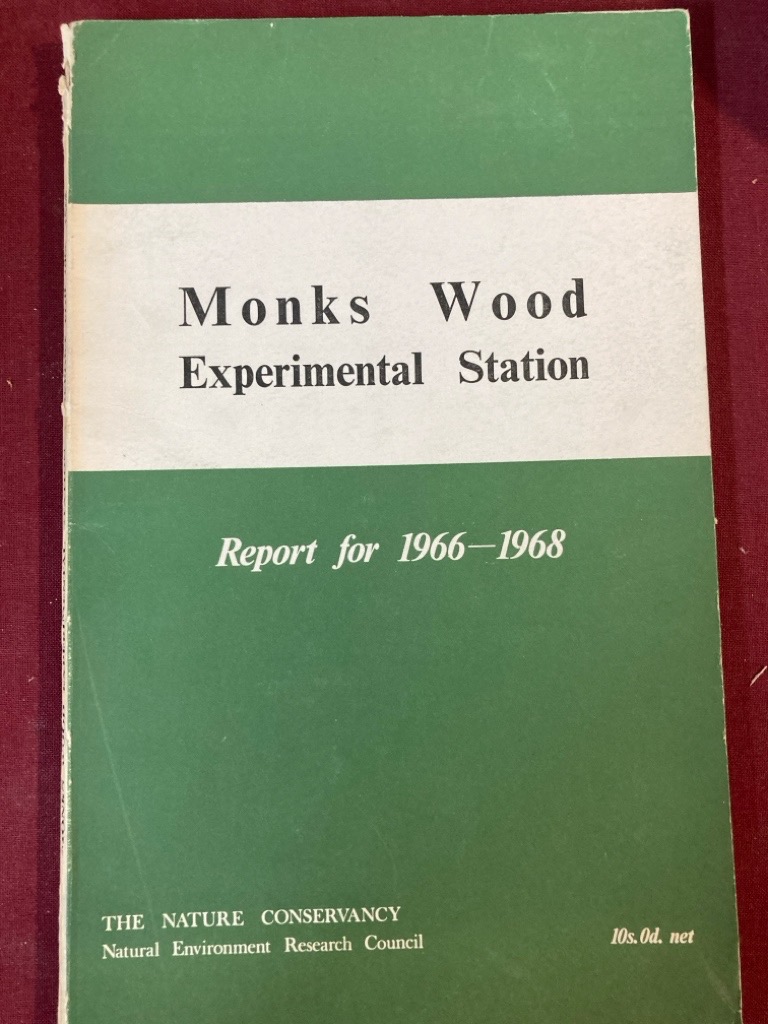 Monks Wood
Experimental Station
Report for 1966—1968
THE NATURE CONSERVANCY
Natural Environment Research Council
10s. 0d. net